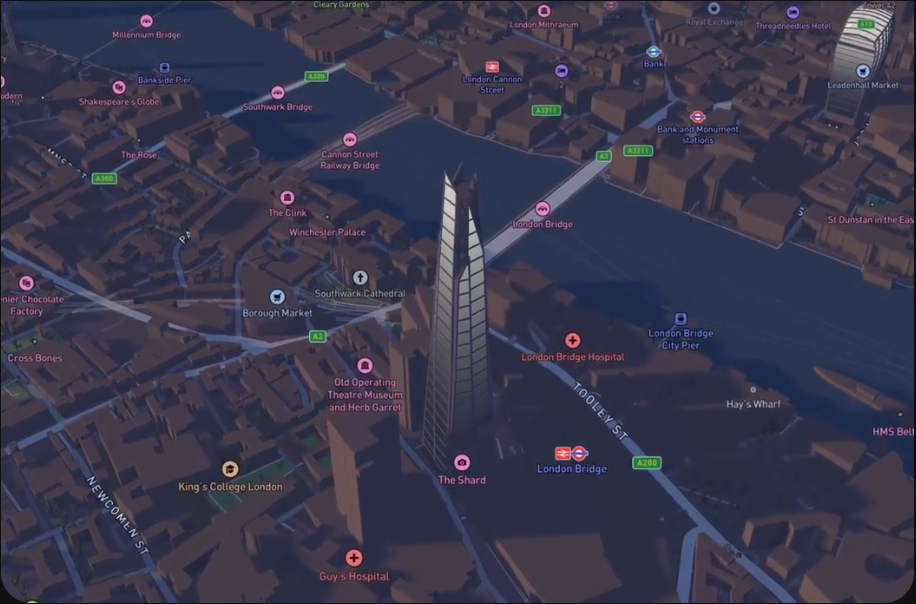 Cleary Gardens
London Mithraeum
Royal Exchange
Threadneedles Hotel
Tower 42
A10
Millennium Bridge
Bankside Pier
A300
London Cannon
Street
Bank
Leadenhall Market
Shakespeare's Globe
Southwark Bridge
A3211
Bank and Monument
stations
The Rose
Cannon Street
Railway Bridge
A3
A3211
A300
The Clink
Winchester Palace
London Bridge
St Dunstan in the Eas
Southwark Cathedral
Borough Market
nier Chocolate
Factory
London Bridge
City Pier
A3
Cross Bones
London Bridge Hospital
Old Operating
Theatre Museum
and Herb Garret
TOOLEY ST
Hay's Wharf
HMS Bel
King's College London
The Shard
London Bridge
A200
NEWCOMEN ST
Guy's Hospital